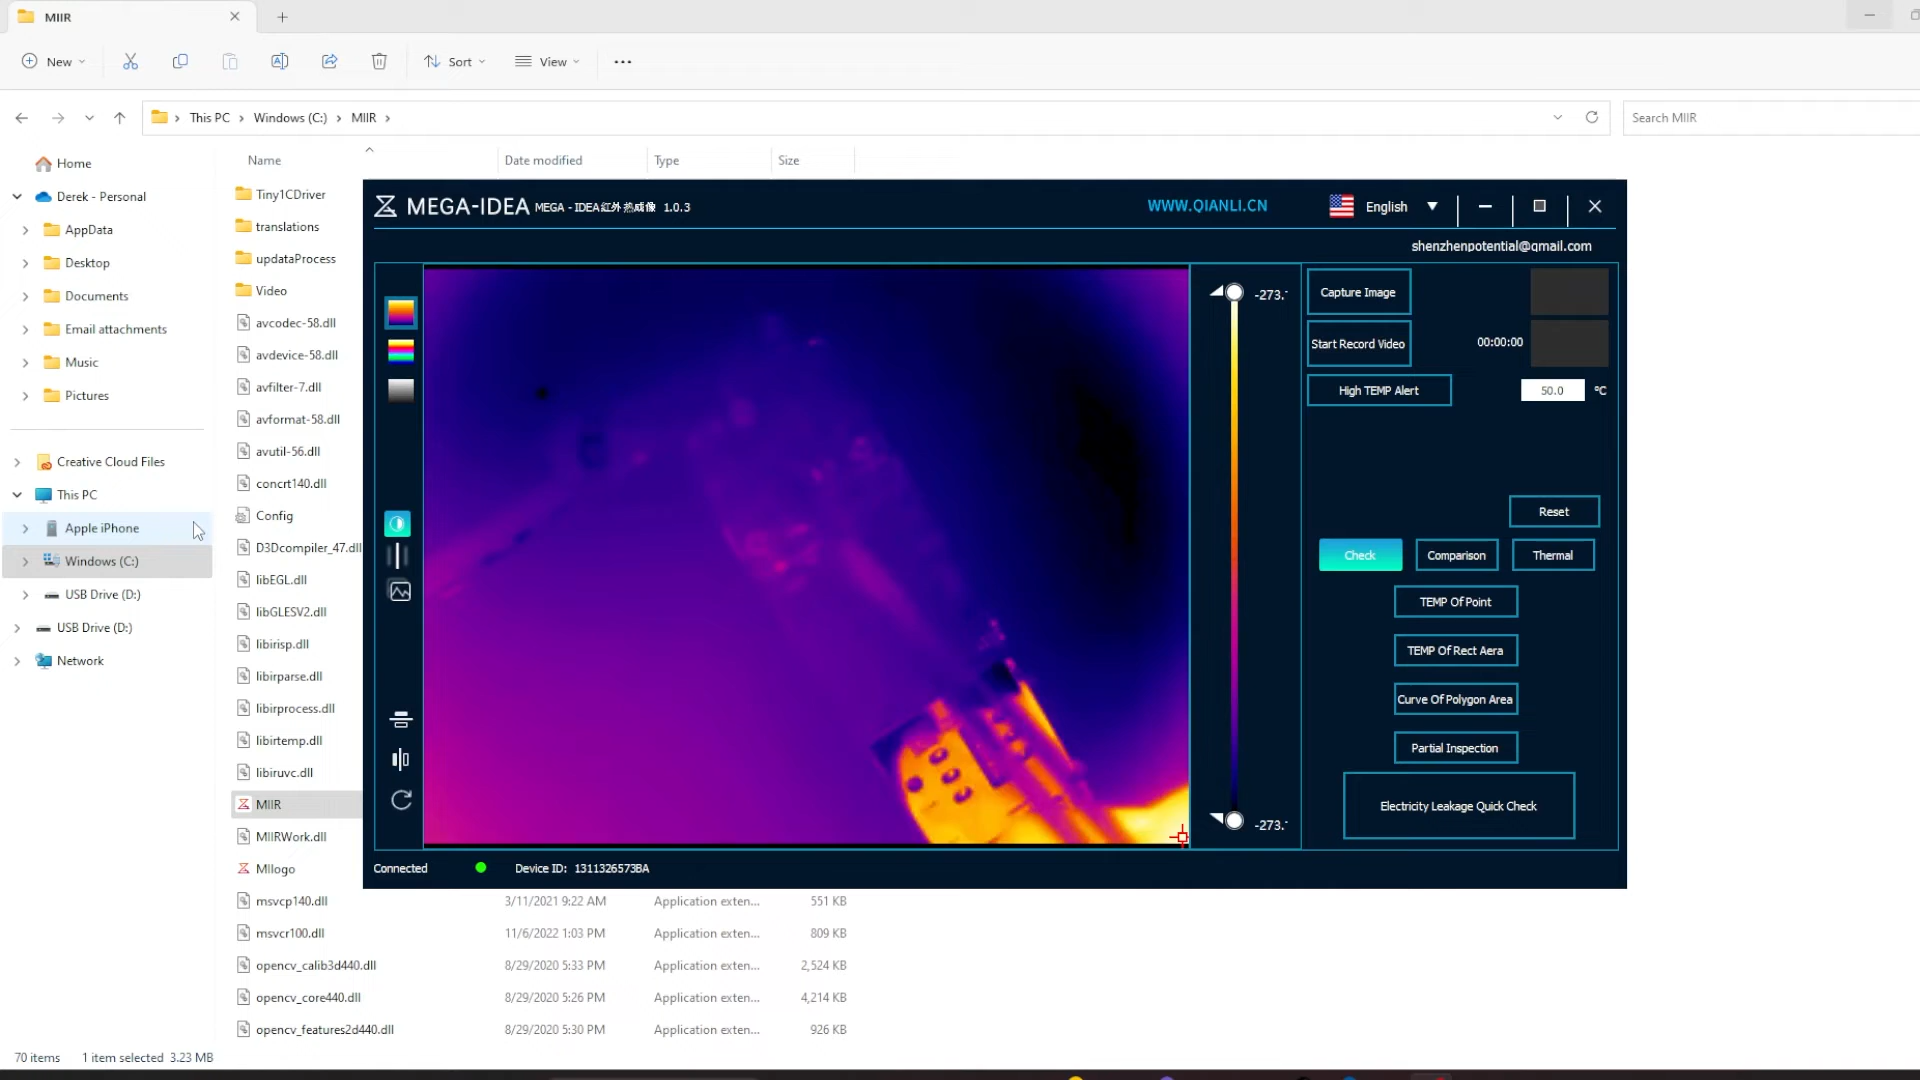 MIIR
New
Sort
View
This PC
Windows (C:)
MIIR
Search MIIR
Name
Date modified
Type
Size
Home
Derek - Personal
AppData
Desktop
Documents
Email attachments
Music
Pictures
Creative Cloud Files
This PC
Apple iPhone
Windows (C:)
USB Drive (D:)
USB Drive (D:)
Network
Tiny1CDriver
translations
updataProcess
Video
avcodec-58.dll
avdevice-58.dll
avfilter-7.dll
avformat-58.dll
avutil-56.dll
concrt140.dll
Config
D3Dcompiler_47.dll
libEGL.dll
libGLESV2.dll
libirisp.dll
libirparse.dll
libirprocess.dll
libirtemp.dll
libiruvc.dll
MIIR
MIIRWork.dll
MIlogo
msvcp140.dll 3/11/2021 9:22 AM Application exten... 551 KB
msvcr100.dll 11/6/2022 1:03 PM Application exten... 809 KB
opencv_calib3d440.dll 8/29/2020 5:33 PM Application exten... 2,524 KB
opencv_core440.dll 8/29/2020 5:26 PM Application exten... 4,214 KB
opencv_features2d440.dll 8/29/2020 5:30 PM Application exten... 926 KB
70 items 1 item selected 3.23 MB
MEGA-IDEA MEGA - IDEA红外热成像 1.0.3
WWW.QIANLI.CN
English
shenzhenpotential@gmail.com
-273.
-273.
Capture Image
Start Record Video
00:00:00
High TEMP Alert
50.0 ℃
Reset
Check
Comparison
Thermal
TEMP Of Point
TEMP Of Rect Aera
Curve Of Polygon Area
Partial Inspection
Electricity Leakage Quick Check
Connected
Device ID: 1311326573BA